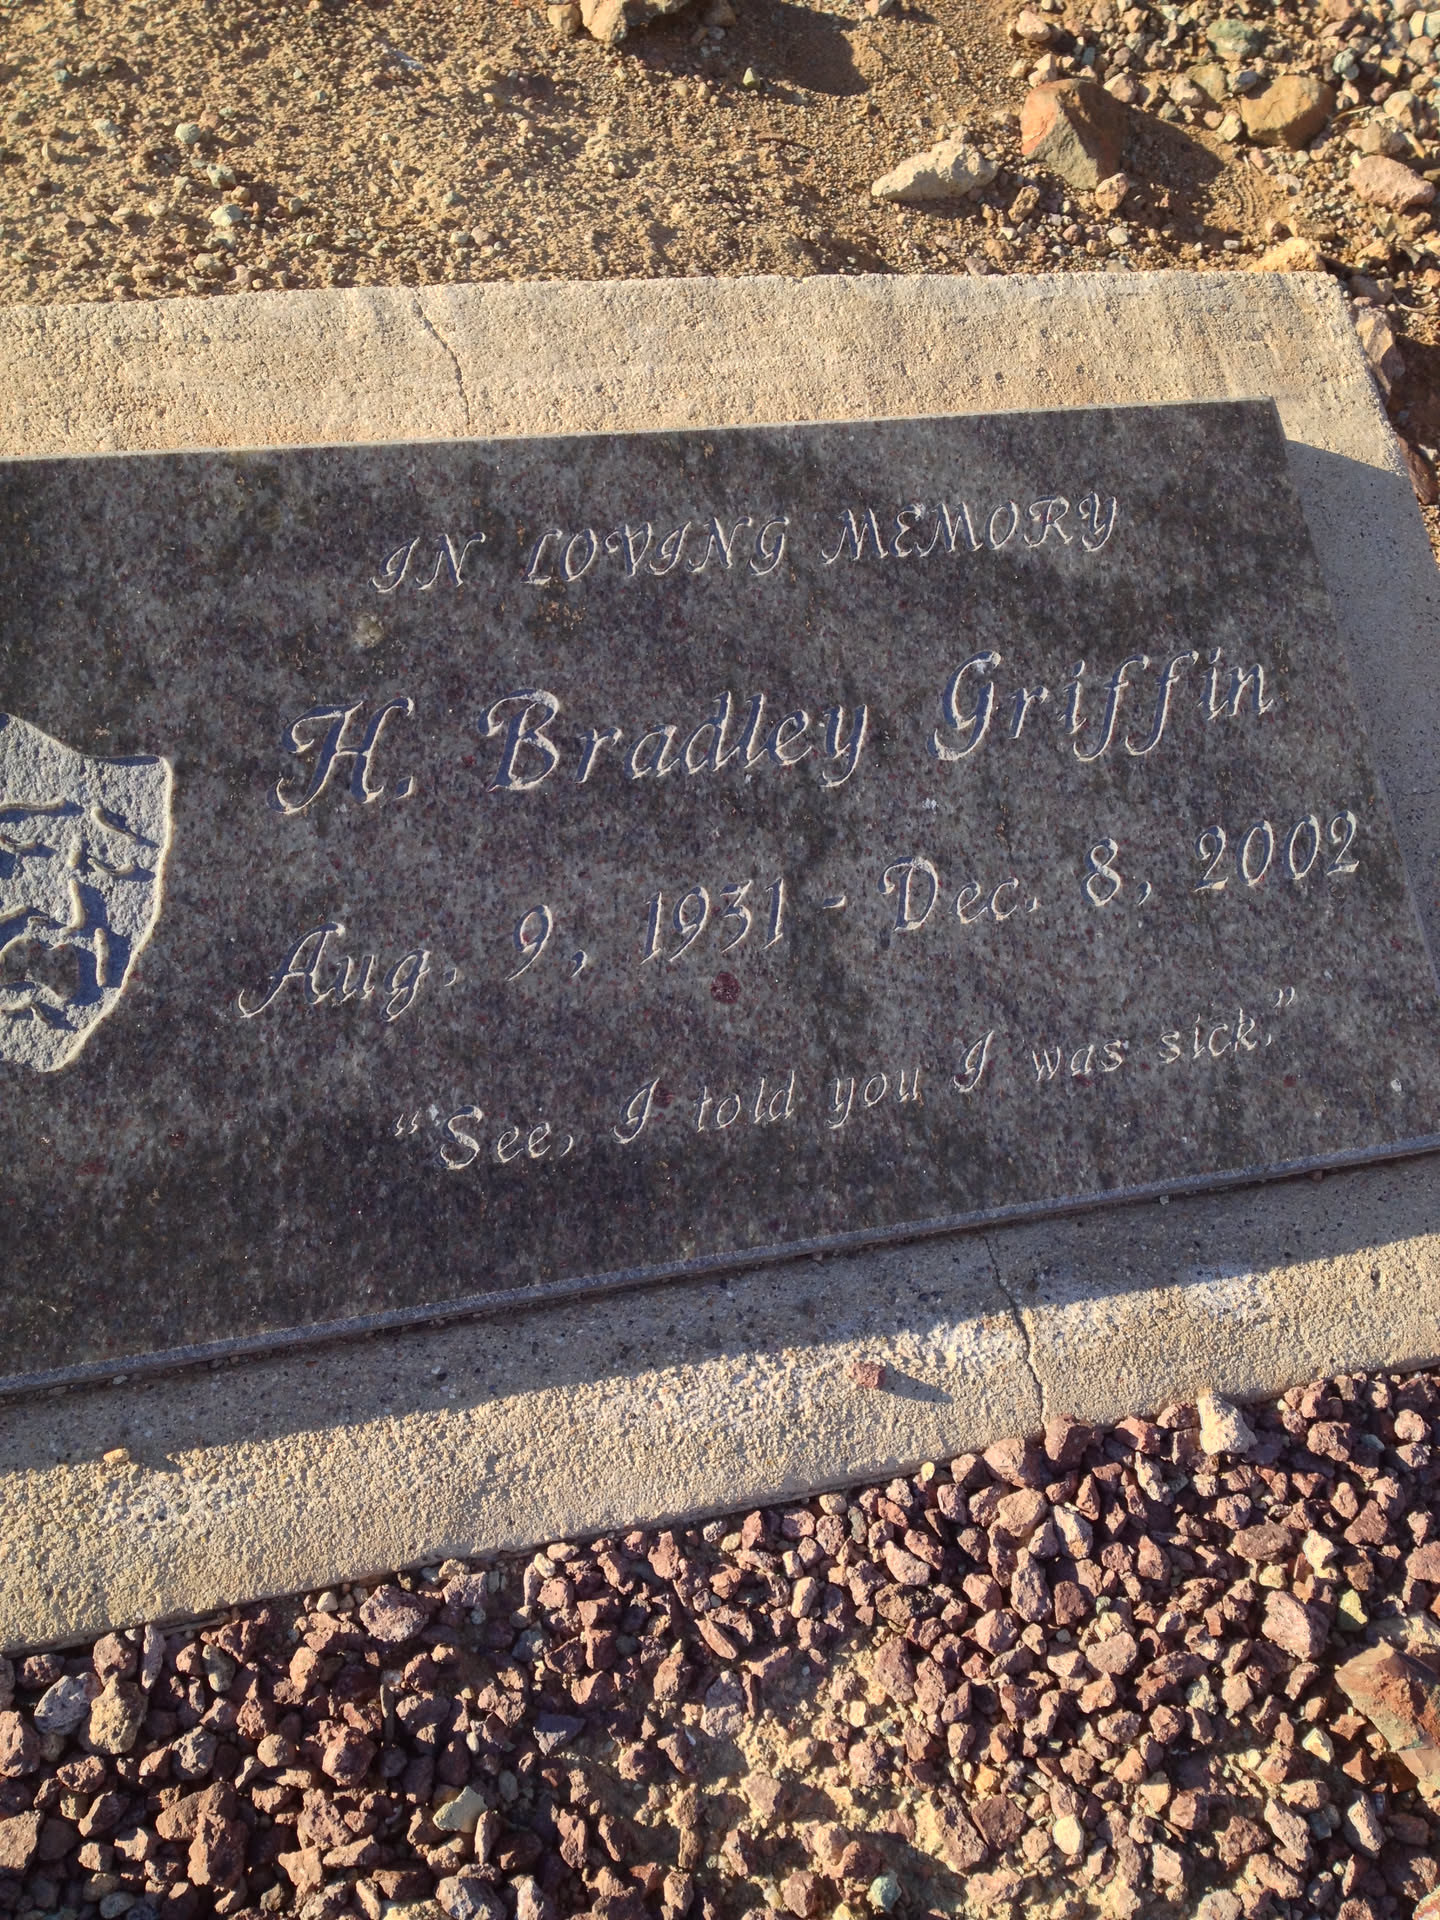 IN LOVING MEMORY
H. Bradley Griffin
Aug. 9, 1931 - Dec. 8, 2002
"See, I told you I was sick."